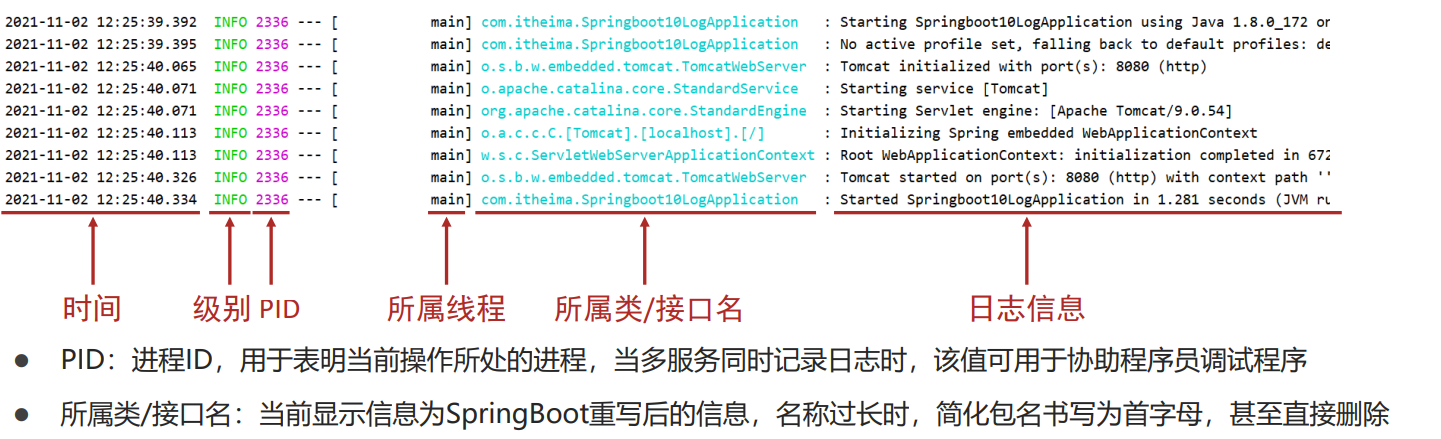 2021-11-02 12:25:39.392 INFO 2336 --- [ main] com.itheima.Springboot10LogApplication : Starting Springboot10LogApplication using Java 1.8.0_172 on
2021-11-02 12:25:39.395 INFO 2336 --- [ main] com.itheima.Springboot10LogApplication : No active profile set, falling back to default profiles: de
2021-11-02 12:25:40.065 INFO 2336 --- [ main] o.s.b.w.embedded.tomcat.TomcatWebServer : Tomcat initialized with port(s): 8080 (http)
2021-11-02 12:25:40.071 INFO 2336 --- [ main] o.apache.catalina.core.StandardService : Starting service [Tomcat]
2021-11-02 12:25:40.071 INFO 2336 --- [ main] org.apache.catalina.core.StandardEngine : Starting Servlet engine: [Apache Tomcat/9.0.54]
2021-11-02 12:25:40.113 INFO 2336 --- [ main] o.a.c.c.C.[Tomcat].[localhost].[/] : Initializing Spring embedded WebApplicationContext
2021-11-02 12:25:40.113 INFO 2336 --- [ main] w.s.c.ServletWebServerApplicationContext : Root WebApplicationContext: initialization completed in 672
2021-11-02 12:25:40.326 INFO 2336 --- [ main] o.s.b.w.embedded.tomcat.TomcatWebServer : Tomcat started on port(s): 8080 (http) with context path ''
2021-11-02 12:25:40.334 INFO 2336 --- [ main] com.itheima.Springboot10LogApplication : Started Springboot10LogApplication in 1.281 seconds (JVM ru
时间 级别 PID 所属线程 所属类/接口名 日志信息
● PID：进程ID，用于表明当前操作所处的进程，当多服务同时记录日志时，该值可用于协助程序员调试程序
● 所属类/接口名：当前显示信息为SpringBoot重写后的信息，名称过长时，简化包名书写为首字母，甚至直接删除